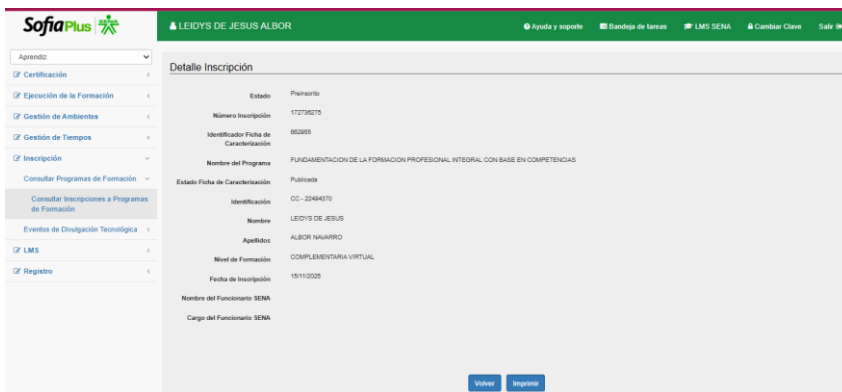 SofiaPlus
LEIDYS DE JESUS ALBOR
Ayuda y soporte
Bandeja de tareas
LMS SENA
Cambiar Clave
Salir
Aprendiz
Certificación
Ejecución de la Formación
Gestión de Ambientes
Gestión de Tiempos
Inscripción
Consultar Programas de Formación
Consultar Inscripciones a Programas
de Formación
Eventos de Divulgación Tecnológica
LMS
Registro
Detalle Inscripción
Estado Preinscrito
Número Inscripción 172736275
Identificador Ficha de
Caracterización
Nombre del Programa FUNDAMENTACION DE LA FORMACION PROFESIONAL INTEGRAL CON BASE EN COMPETENCIAS
Estado Ficha de Caracterización Publicada
Identificación CC - 22494370
Nombre LEIDYS DE JESUS
Apellidos ALBOR NAVARRO
Nivel de Formación COMPLEMENTARIA VIRTUAL
Fecha de Inscripción 15/11/2025
Nombre del Funcionario SENA
Cargo del Funcionario SENA
Volver Imprimir